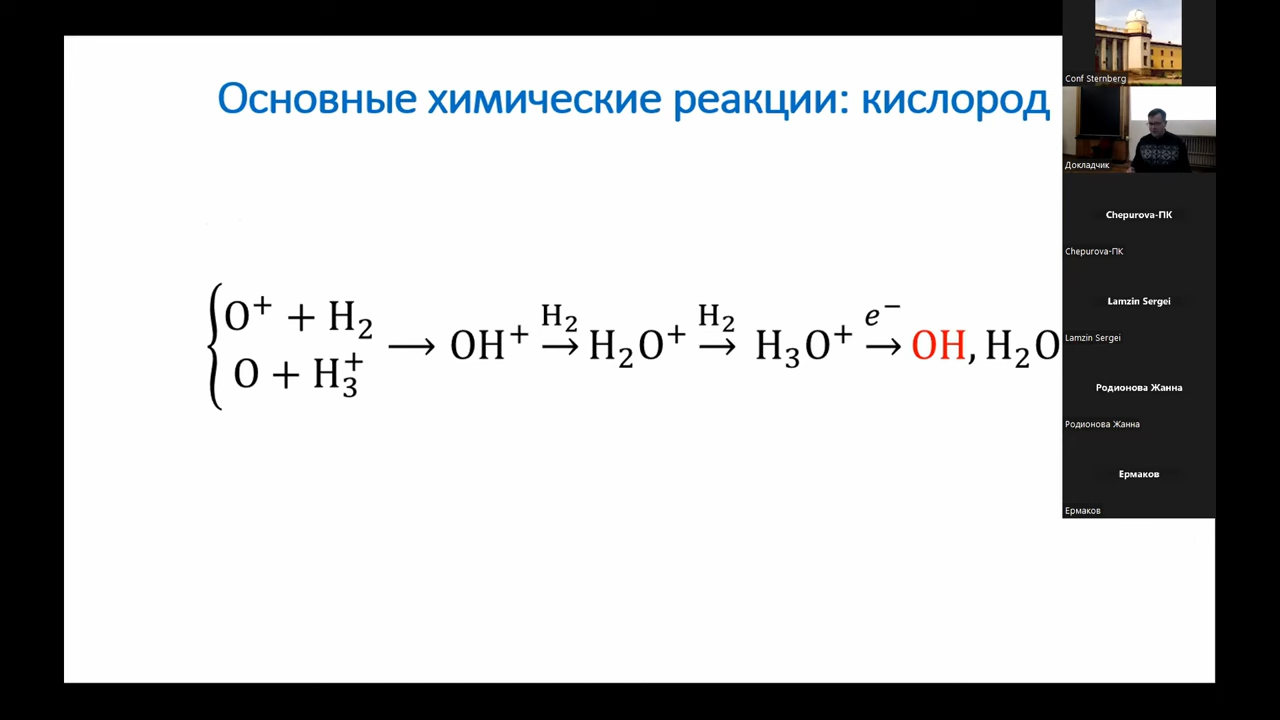 Основные химические реакции: кислород
O⁺ + H₂
O + H₃⁺
⟶ OH⁺ →(H₂) H₂O⁺ →(H₂) H₃O⁺ →(e⁻) OH, H₂O
Conf Sternberg
Докладчик
Chepurova-ПК
Chepurova-ПК
Lamzin Sergei
Lamzin Sergei
Родионова Жанна
Родионова Жанна
Ермаков
Ермаков